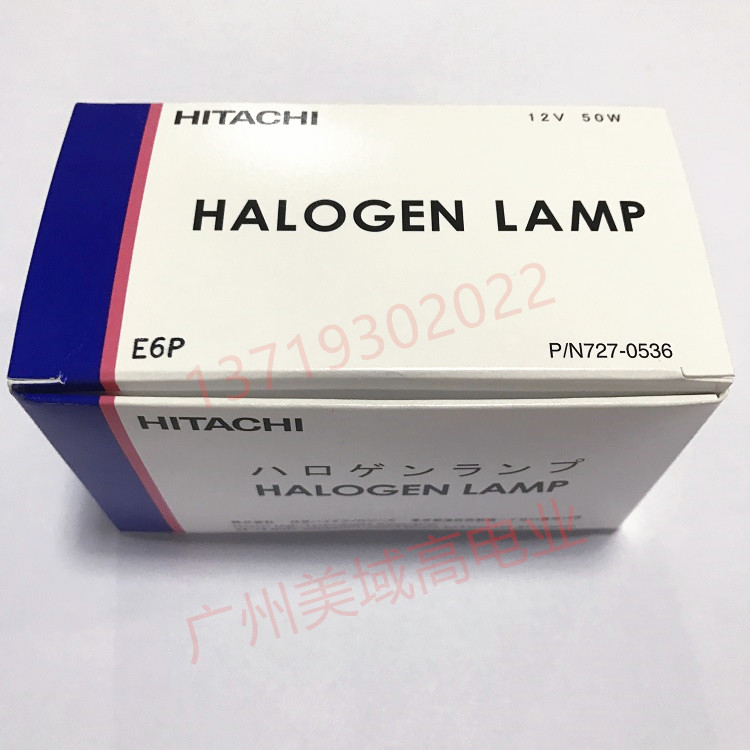 HITACHI
12V 50W
HALOGEN LAMP
13719302022
E6P
P/N727-0536
HITACHI
ハロゲンランプ
HALOGEN LAMP
广州美域高电业